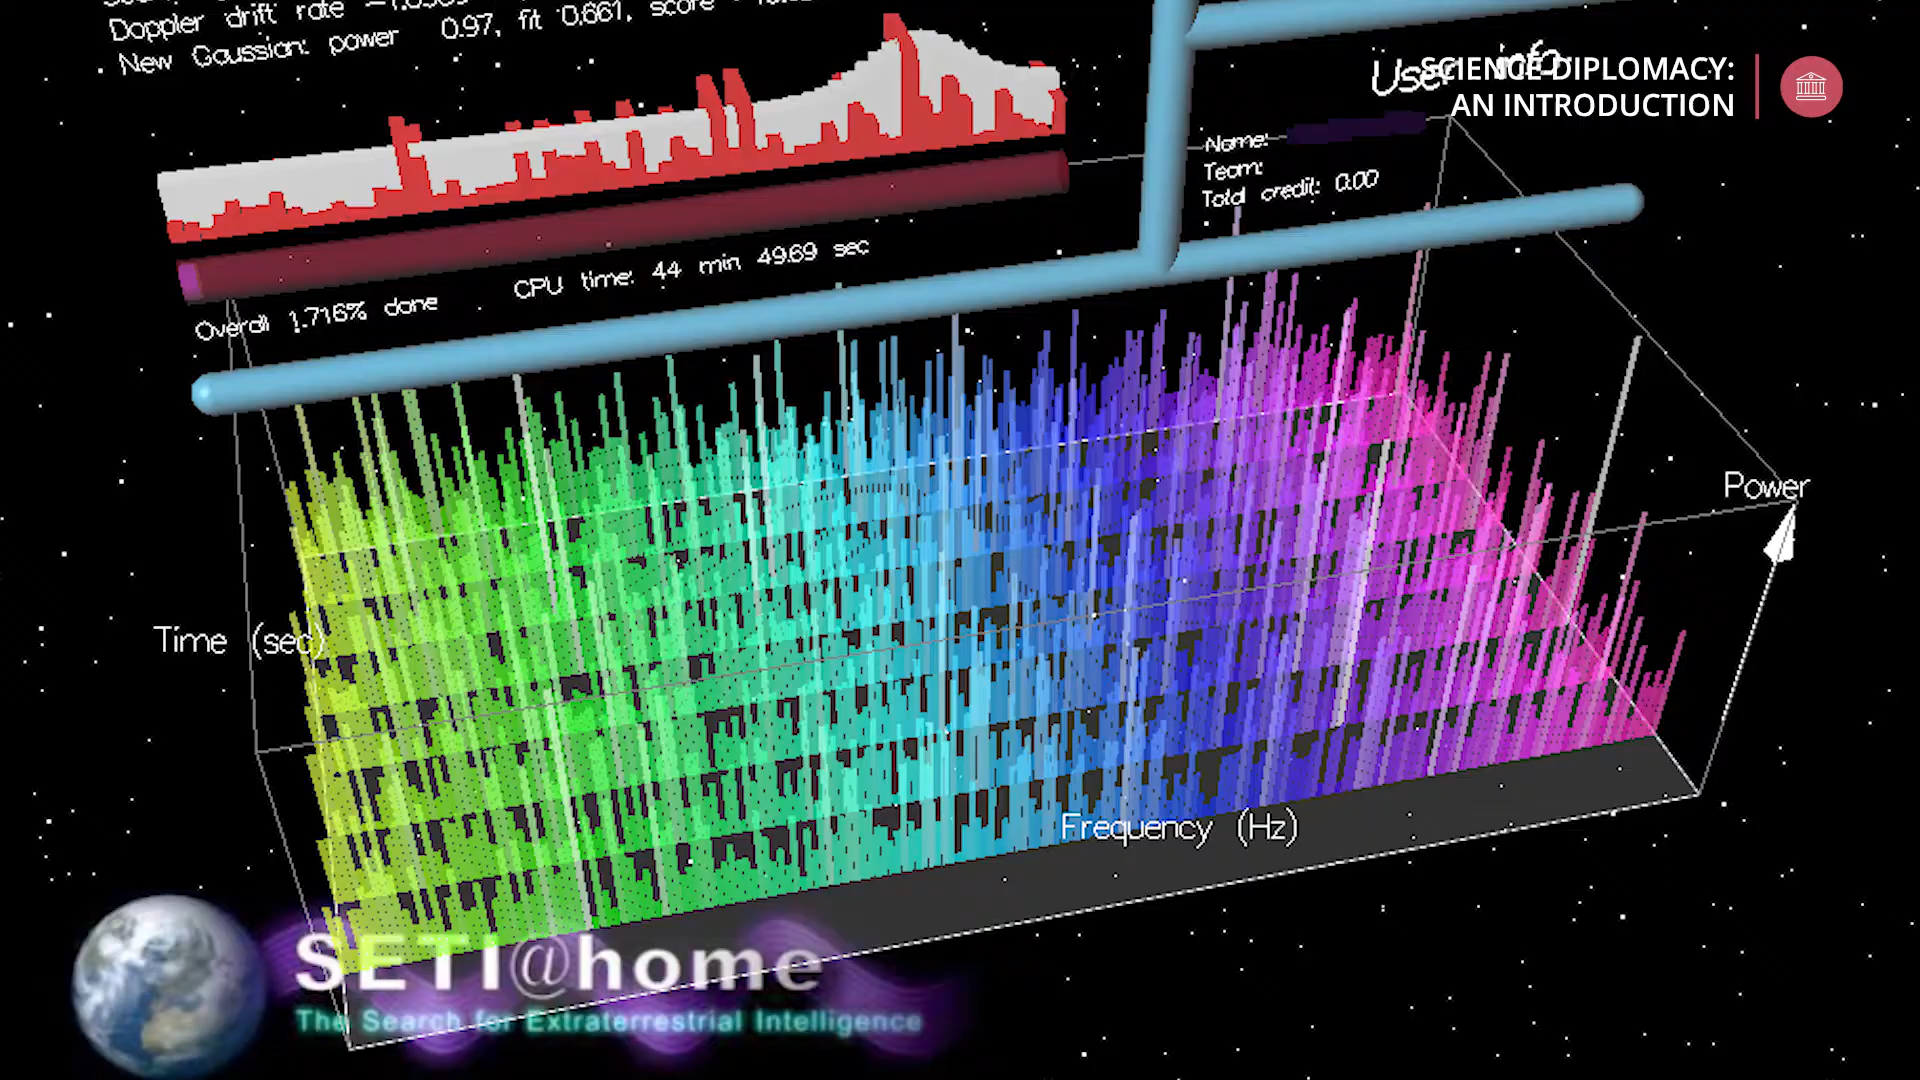 Doppler drift rate
New Gaussian: power 0.97, fit 0.661, score
SCIENCE DIPLOMACY:
AN INTRODUCTION
User info
Name:
Team:
Total credit: 0.00
Overall 1.716% done CPU time: 44 min 49.69 sec
Power
Time (sec)
Frequency (Hz)
SETI@home
The Search for Extraterrestrial Intelligence